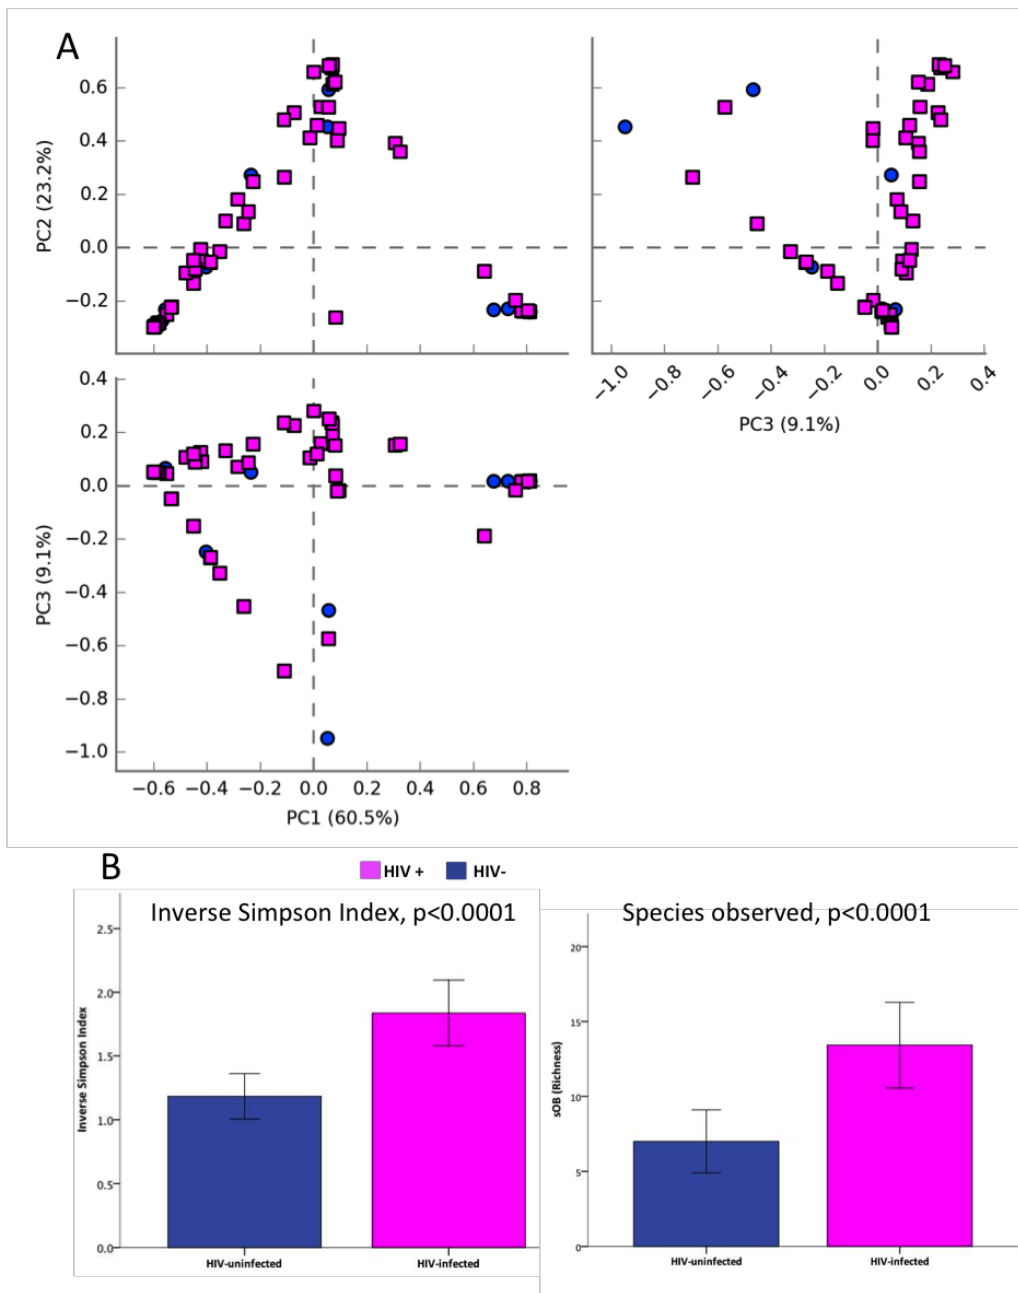 A
0.6
0.4
0.2
0.0
−0.2
PC2 (23.2%)
−1.0 −0.8 −0.6 −0.4 −0.2 0.0 0.2 0.4
PC3 (9.1%)
0.4
0.2
0.0
−0.2
−0.4
−0.6
−0.8
−1.0
PC3 (9.1%)
−0.6 −0.4 −0.2 0.0 0.2 0.4 0.6 0.8
PC1 (60.5%)
B
HIV + HIV-
Inverse Simpson Index, p<0.0001
2.5
2.0
1.5
1.0
0.5
0.0
Inverse Simpson Index
HIV-uninfected HIV-infected
Species observed, p<0.0001
20
15
10
5
0
sOB (Richness)
HIV-uninfected HIV-infected